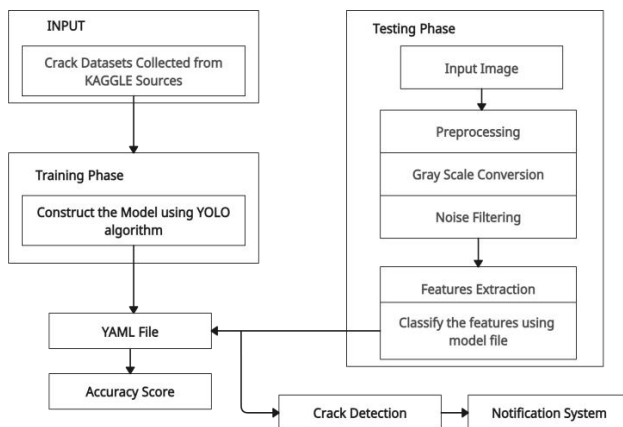 INPUT
Crack Datasets Collected from
KAGGLE Sources
Training Phase
Construct the Model using YOLO
algorithm
YAML File
Accuracy Score
Testing Phase
Input Image
Preprocessing
Gray Scale Conversion
Noise Filtering
Features Extraction
Classify the features using
model file
Crack Detection
Notification System